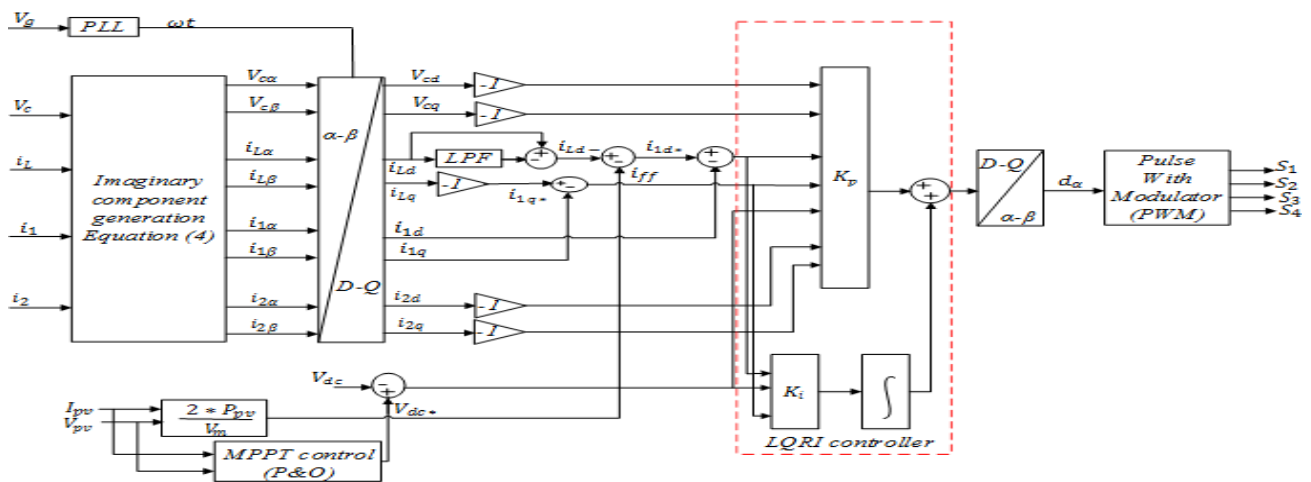 V_g
PLL
ωt
V_c
i_L
i_1
i_2
Imaginary
component
generation
Equation (4)
V_cα
V_cβ
i_Lα
i_Lβ
i_1α
i_1β
i_2α
i_2β
α-β
D-Q
V_cd
V_cq
i_Ld
i_Lq
i_1d
i_1q
i_2d
i_2q
-1
-1
-1
-1
-1
LPF
+
-
i_Ld-
+
-
i_1d*
+
-
i_1q*
+
-
i_ff
K_p
K_i
∫
+
+
LQRI controller
D-Q
α-β
d_α
Pulse
With
Modulator
(PWM)
S_1
S_2
S_3
S_4
V_dc
-
+
V_dc*
I_pv
V_pv
2 * P_pv
V_m
MPPT control
(P&O)